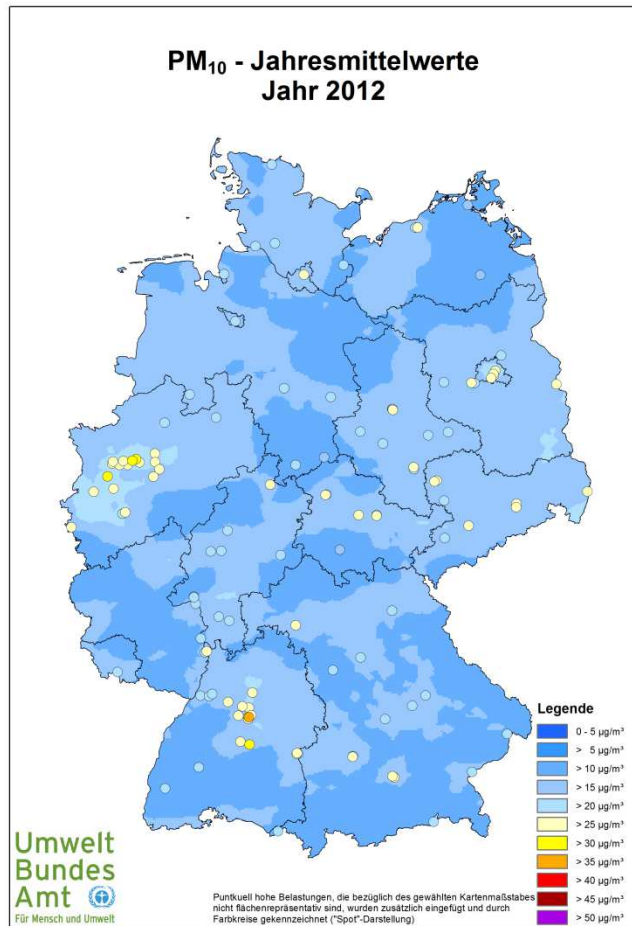 PM₁₀ - Jahresmittelwerte
Jahr 2012
Legende
0 - 5 µg/m³
> 5 µg/m³
> 10 µg/m³
> 15 µg/m³
> 20 µg/m³
> 25 µg/m³
> 30 µg/m³
> 35 µg/m³
> 40 µg/m³
> 45 µg/m³
> 50 µg/m³
Umwelt
Bundes
Amt
Für Mensch und Umwelt
Punktuell hohe Belastungen, die bezüglich des gewählten Kartenmaßstabes
nicht flächenrepräsentativ sind, wurden zusätzlich eingefügt und durch
Farbkreise gekennzeichnet ("Spot"-Darstellung)